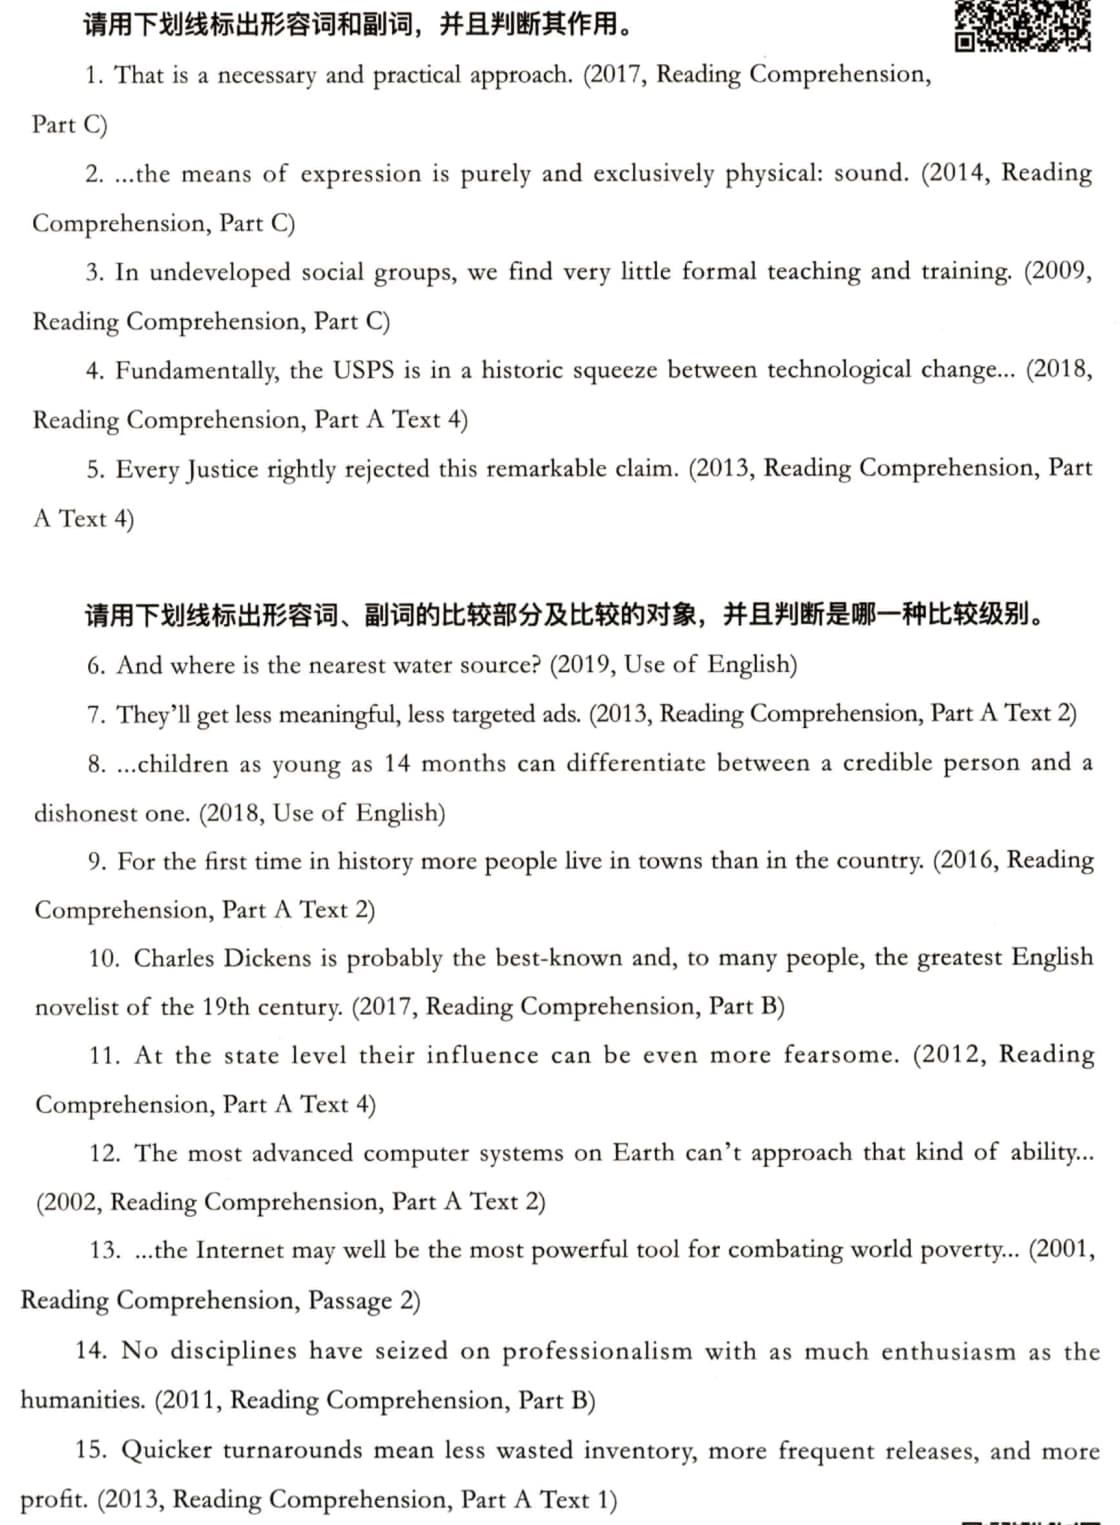 请用下划线标出形容词和副词，并且判断其作用。
1. That is a necessary and practical approach. (2017, Reading Comprehension,
Part C)
2. ...the means of expression is purely and exclusively physical: sound. (2014, Reading
Comprehension, Part C)
3. In undeveloped social groups, we find very little formal teaching and training. (2009,
Reading Comprehension, Part C)
4. Fundamentally, the USPS is in a historic squeeze between technological change... (2018,
Reading Comprehension, Part A Text 4)
5. Every Justice rightly rejected this remarkable claim. (2013, Reading Comprehension, Part
A Text 4)
请用下划线标出形容词、副词的比较部分及比较的对象，并且判断是哪一种比较级别。
6. And where is the nearest water source? (2019, Use of English)
7. They’ll get less meaningful, less targeted ads. (2013, Reading Comprehension, Part A Text 2)
8. ...children as young as 14 months can differentiate between a credible person and a
dishonest one. (2018, Use of English)
9. For the first time in history more people live in towns than in the country. (2016, Reading
Comprehension, Part A Text 2)
10. Charles Dickens is probably the best-known and, to many people, the greatest English
novelist of the 19th century. (2017, Reading Comprehension, Part B)
11. At the state level their influence can be even more fearsome. (2012, Reading
Comprehension, Part A Text 4)
12. The most advanced computer systems on Earth can’t approach that kind of ability...
(2002, Reading Comprehension, Part A Text 2)
13. ...the Internet may well be the most powerful tool for combating world poverty... (2001,
Reading Comprehension, Passage 2)
14. No disciplines have seized on professionalism with as much enthusiasm as the
humanities. (2011, Reading Comprehension, Part B)
15. Quicker turnarounds mean less wasted inventory, more frequent releases, and more
profit. (2013, Reading Comprehension, Part A Text 1)